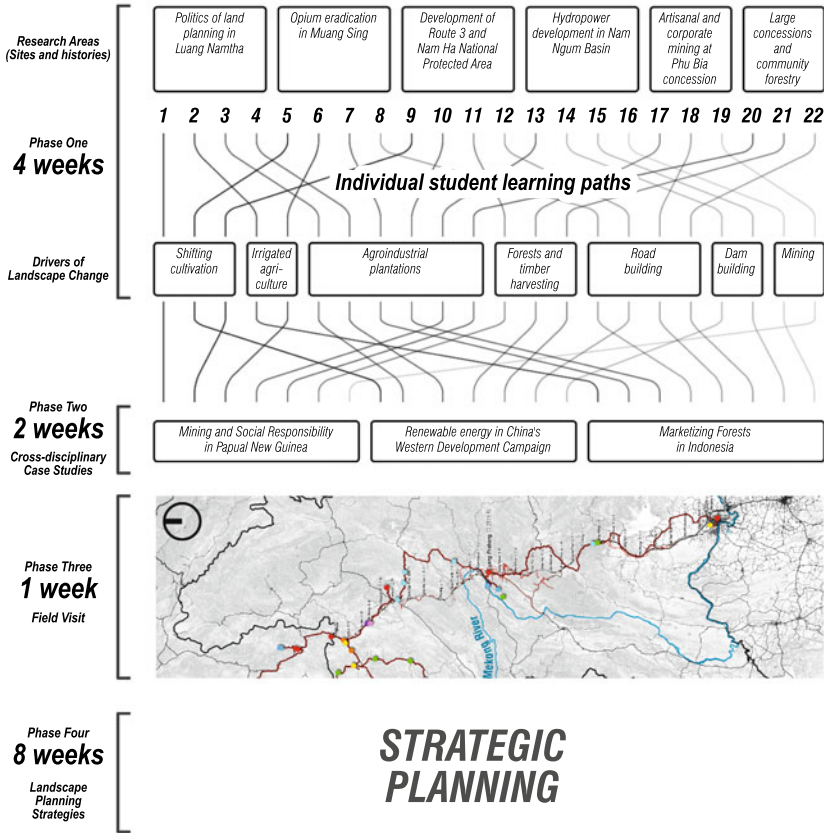 Research Areas
(Sites and histories)
Politics of land
planning in
Luang Namtha
Opium eradication
in Muang Sing
Development of
Route 3 and
Nam Ha National
Protected Area
Hydropower
development in Nam
Ngum Basin
Artisanal and
corporate
mining at
Phu Bia
concession
Large
concessions
and
community
forestry
1 2 3 4 5 6 7 8 9 10 11 12 13 14 15 16 17 18 19 20 21 22
Phase One
4 weeks
Individual student learning paths
Drivers of
Landscape Change
Shifting
cultivation
Irrigated
agri-
culture
Agroindustrial
plantations
Forests and
timber
harvesting
Road
building
Dam
building
Mining
Phase Two
2 weeks
Cross-disciplinary
Case Studies
Mining and Social Responsibility
in Papua New Guinea
Renewable energy in China's
Western Development Campaign
Marketizing Forests
in Indonesia
Phase Three
1 week
Field Visit
Mekong River
Phase Four
8 weeks
Landscape
Planning
Strategies
STRATEGIC
PLANNING